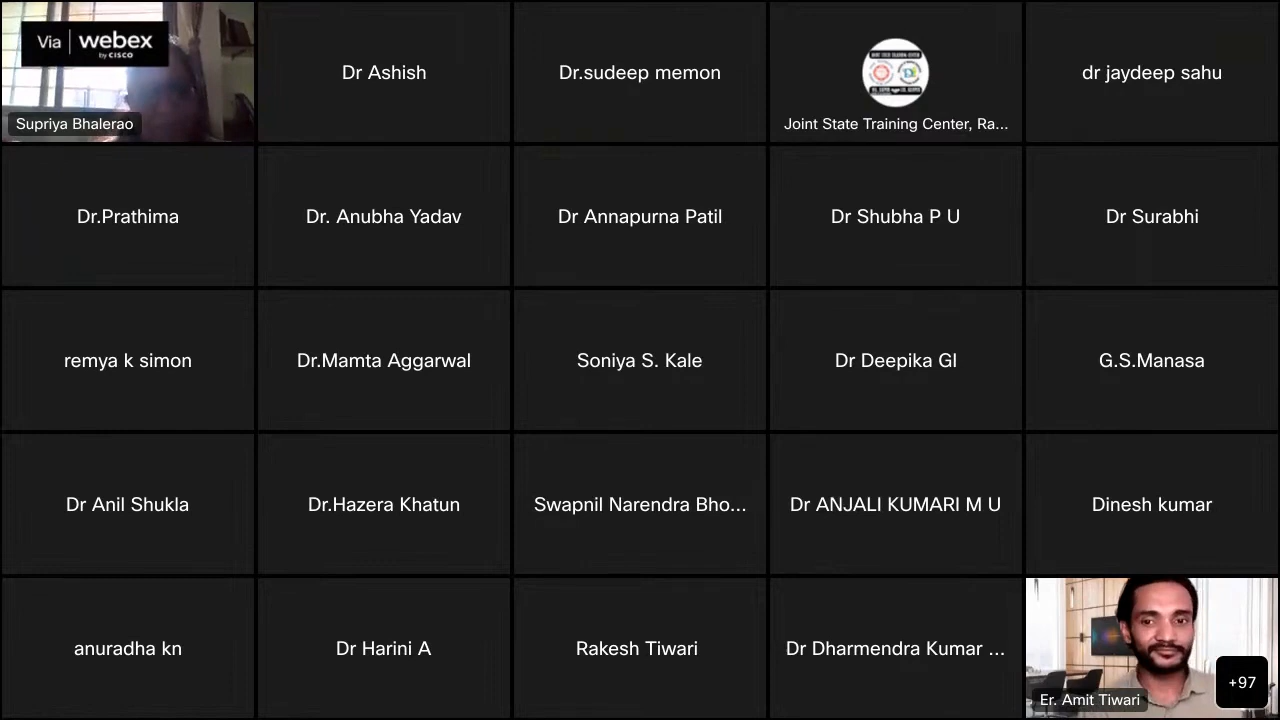 Via webex
by CISCO
Supriya Bhalerao
Dr Ashish
Dr.sudeep memon
Joint State Training Center, Ra...
dr jaydeep sahu
Dr.Prathima
Dr. Anubha Yadav
Dr Annapurna Patil
Dr Shubha P U
Dr Surabhi
remya k simon
Dr.Mamta Aggarwal
Soniya S. Kale
Dr Deepika GI
G.S.Manasa
Dr Anil Shukla
Dr.Hazera Khatun
Swapnil Narendra Bho...
Dr ANJALI KUMARI M U
Dinesh kumar
anuradha kn
Dr Harini A
Rakesh Tiwari
Dr Dharmendra Kumar ...
Er. Amit Tiwari
+97